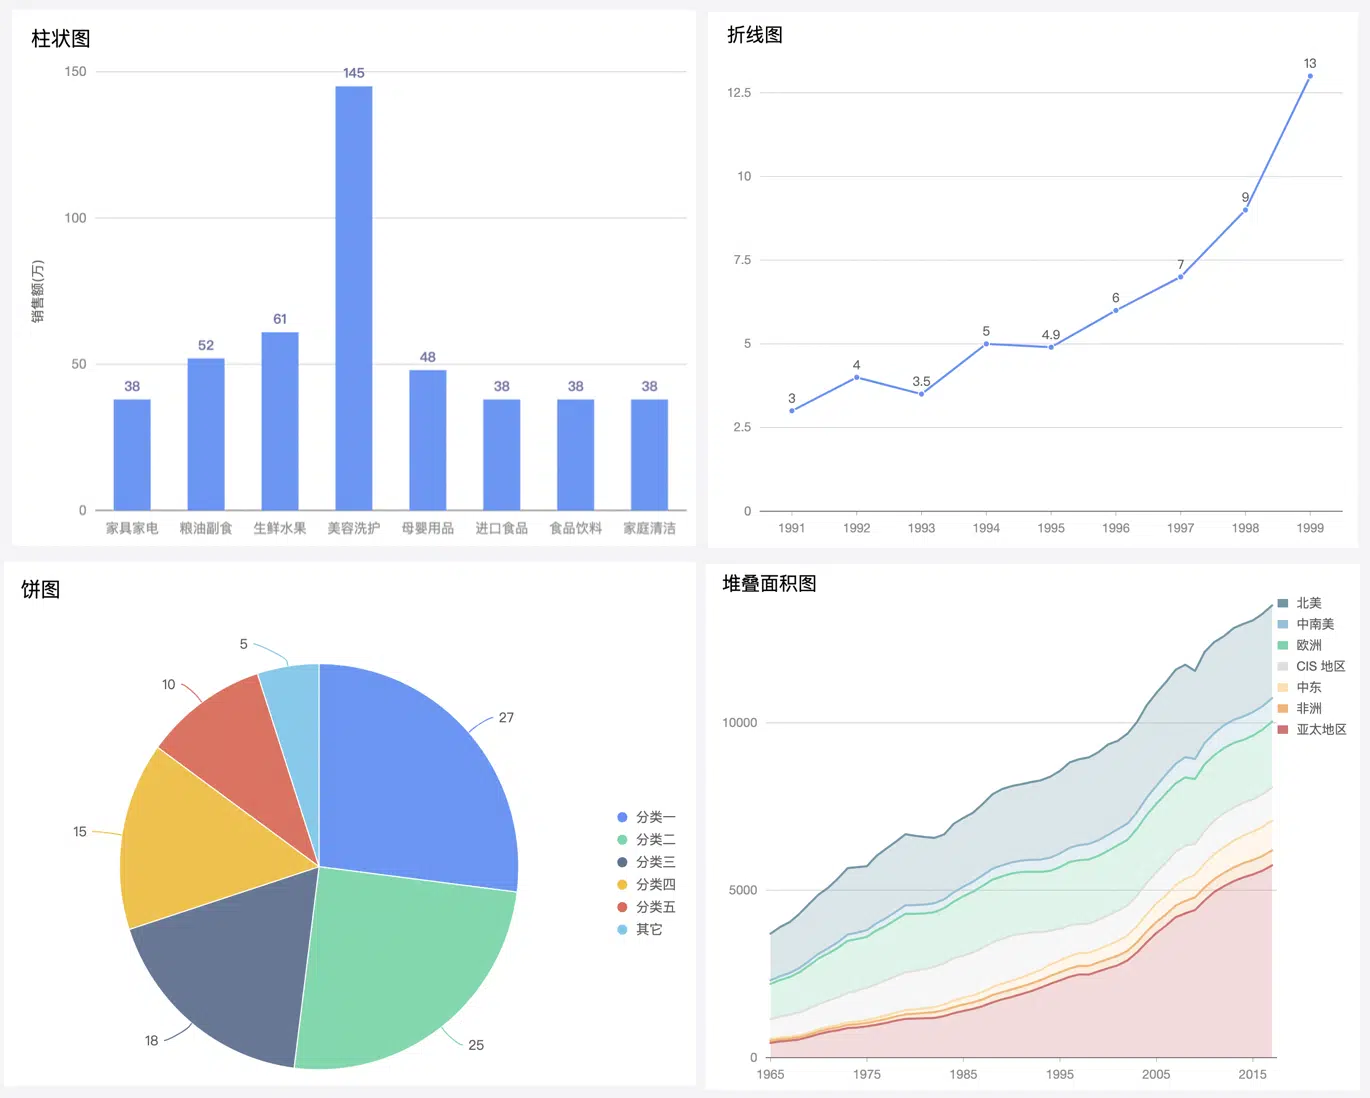 柱状图
150
100
50
0
销售额(万)
38
52
61
145
48
38
38
38
家具家电
粮油副食
生鲜水果
美容洗护
母婴用品
进口食品
食品饮料
家庭清洁
折线图
12.5
10
7.5
5
2.5
0
3
4
3.5
5
4.9
6
7
9
13
1991
1992
1993
1994
1995
1996
1997
1998
1999
饼图
5
10
27
15
18
25
分类一
分类二
分类三
分类四
分类五
其它
堆叠面积图
10000
5000
0
1965
1975
1985
1995
2005
2015
北美
中南美
欧洲
CIS 地区
中东
非洲
亚太地区